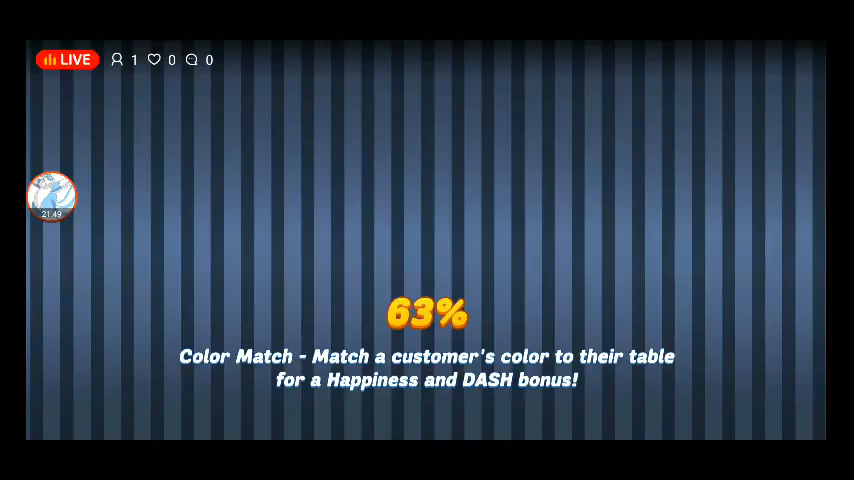 LIVE 1 0 0
21:49
63%
Color Match - Match a customer's color to their table
for a Happiness and DASH bonus!